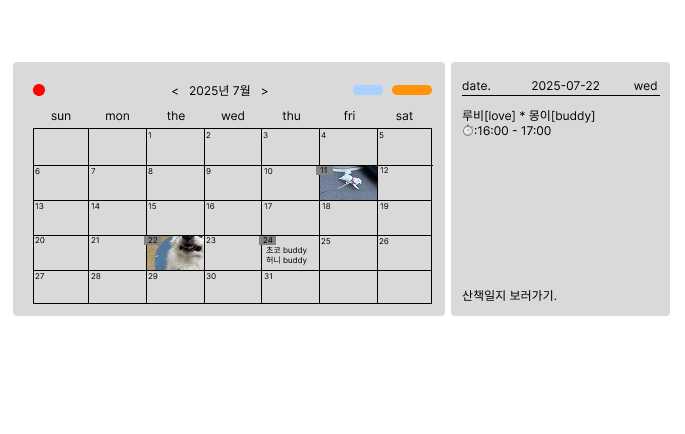 < 2025년 7월 >
sun mon the wed thu fri sat
1 2 3 4 5
6 7 8 9 10 11 12
13 14 15 16 17 18 19
20 21 22 23 24 25 26
초코 buddy
허니 buddy
27 28 29 30 31
date. 2025-07-22 wed
루비[love] * 몽이[buddy]
⏱:16:00 - 17:00
산책일지 보러가기.